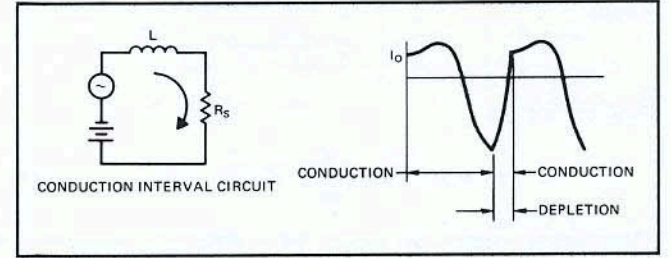 L
R_S
CONDUCTION INTERVAL CIRCUIT
I_O
CONDUCTION
CONDUCTION
DEPLETION